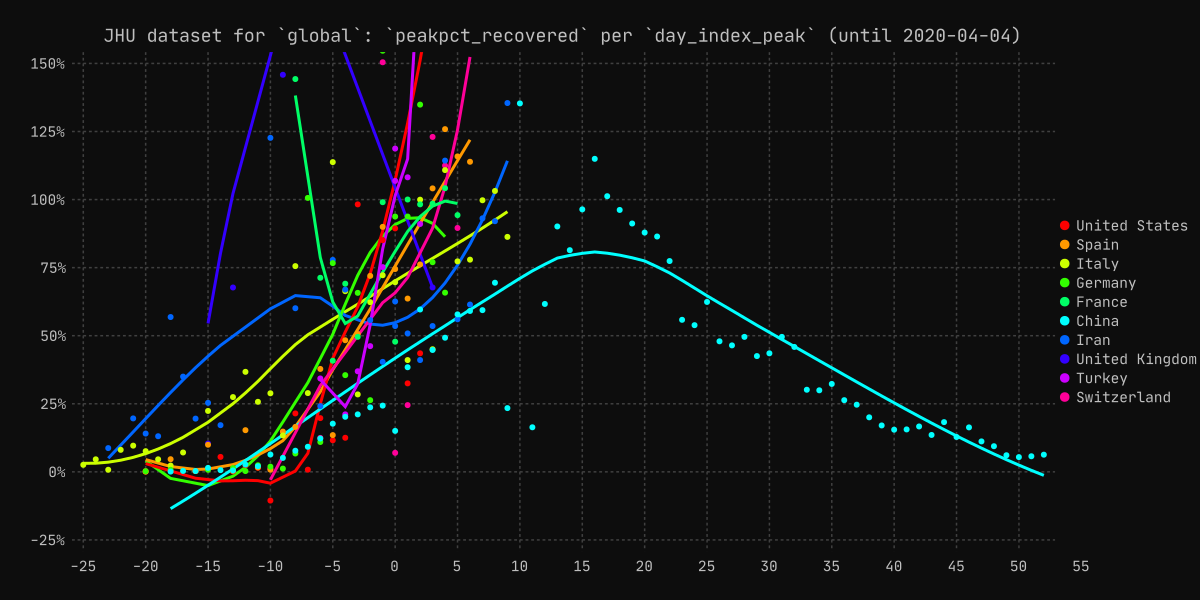 JHU dataset for `global`: `peakpct_recovered` per `day_index_peak` (until 2020-04-04)
150%
125%
100%
75%
50%
25%
0%
-25%
-25 -20 -15 -10 -5 0 5 10 15 20 25 30 35 40 45 50 55
United States
Spain
Italy
Germany
France
China
Iran
United Kingdom
Turkey
Switzerland